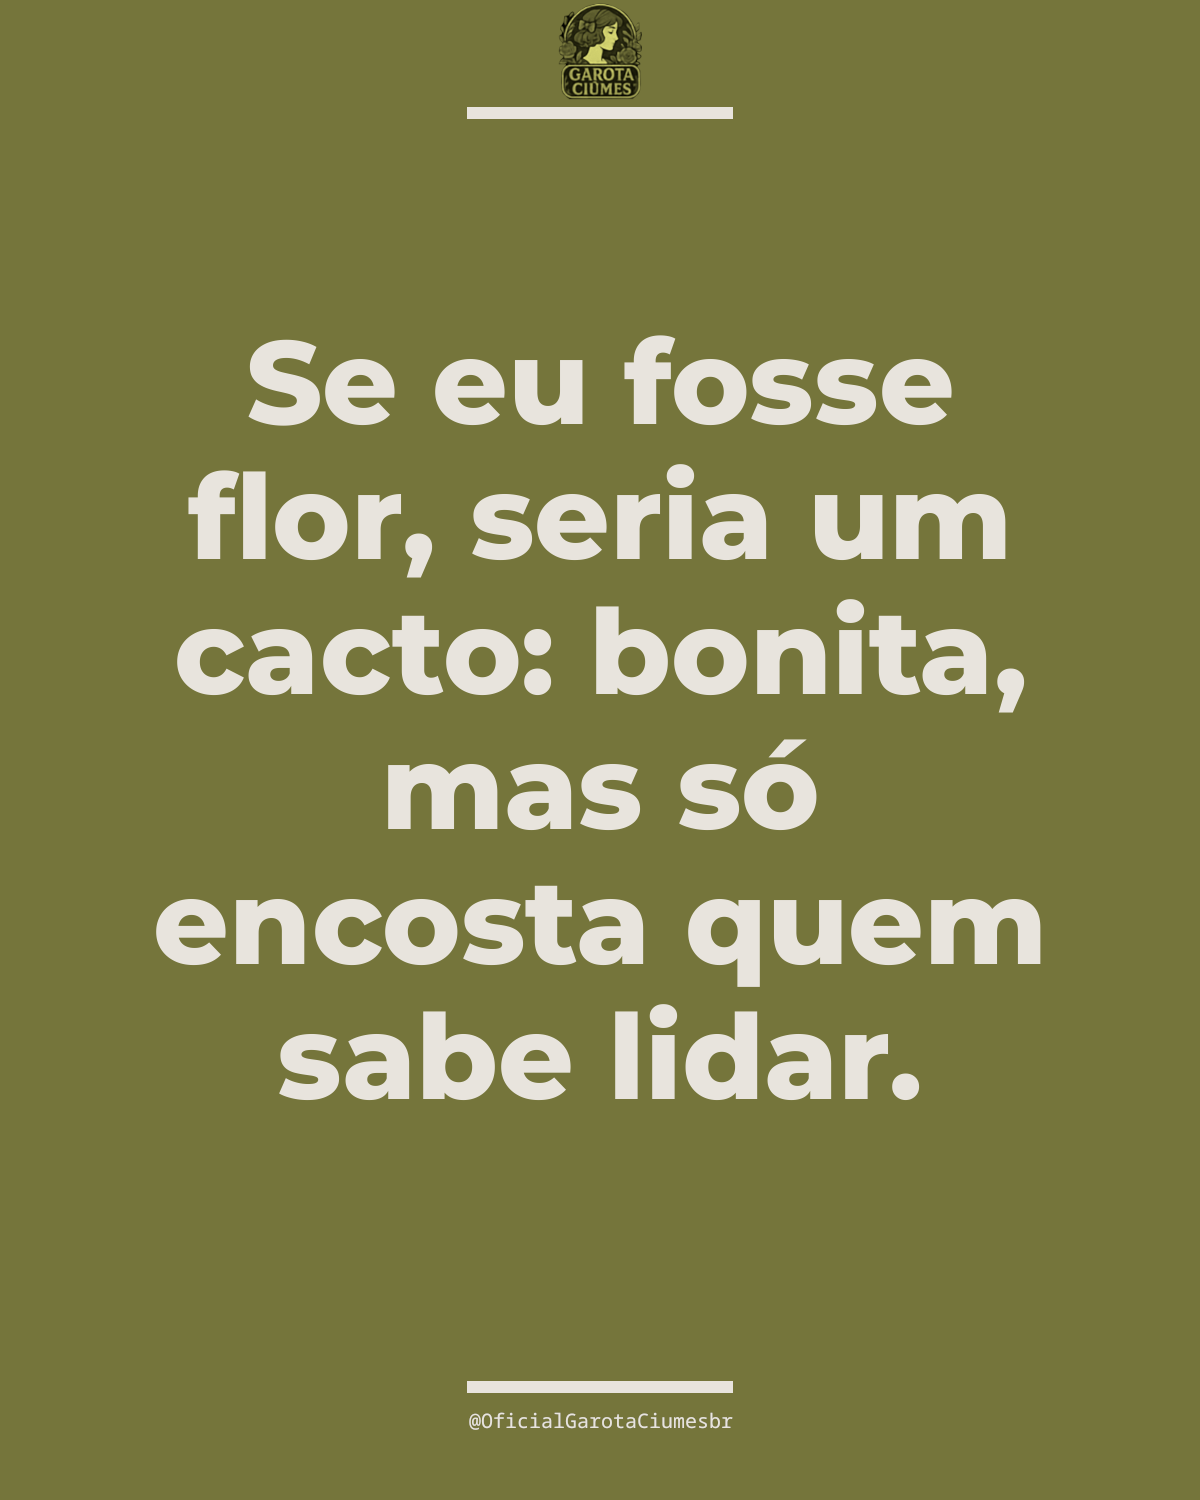 GAROTA
CIÚMES
Se eu fosse
flor, seria um
cacto: bonita,
mas só
encosta quem
sabe lidar.
@OficialGarotaCiumesbr